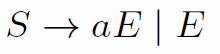 S → aE | E